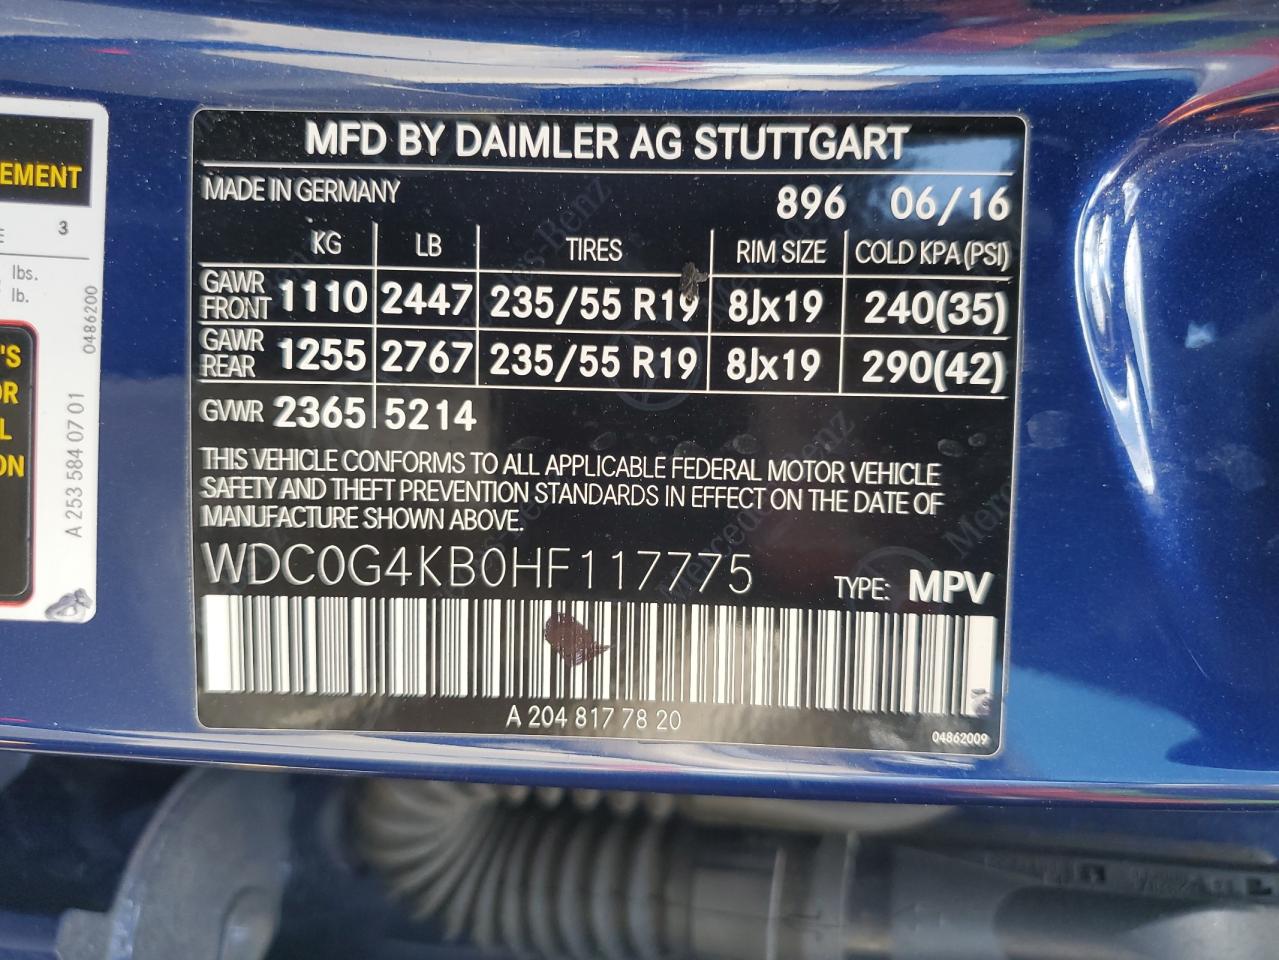 EMENT
3
lbs.
lb.
0486200
'S
OR
L
ON
A 253 584 07 01
MFD BY DAIMLER AG STUTTGART
MADE IN GERMANY 896 06/16
KG LB TIRES RIM SIZE COLD KPA(PSI)
GAWR FRONT 1110 2447 235/55 R19 8Jx19 240(35)
GAWR REAR 1255 2767 235/55 R19 8Jx19 290(42)
GVWR 2365 5214
THIS VEHICLE CONFORMS TO ALL APPLICABLE FEDERAL MOTOR VEHICLE
SAFETY AND THEFT PREVENTION STANDARDS IN EFFECT ON THE DATE OF
MANUFACTURE SHOWN ABOVE.
WDC0G4KB0HF117775 TYPE: MPV
A 204 817 78 20
04862009